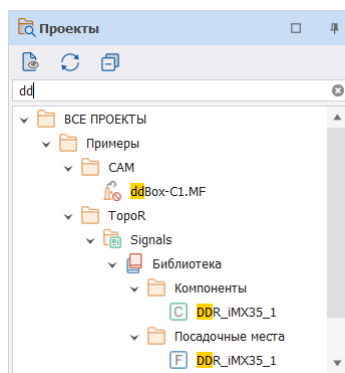 Проекты
dd
ВСЕ ПРОЕКТЫ
Примеры
CAM
ddBox-C1.MF
TopoR
Signals
Библиотека
Компоненты
C DDR_iMX35_1
Посадочные места
F DDR_iMX35_1